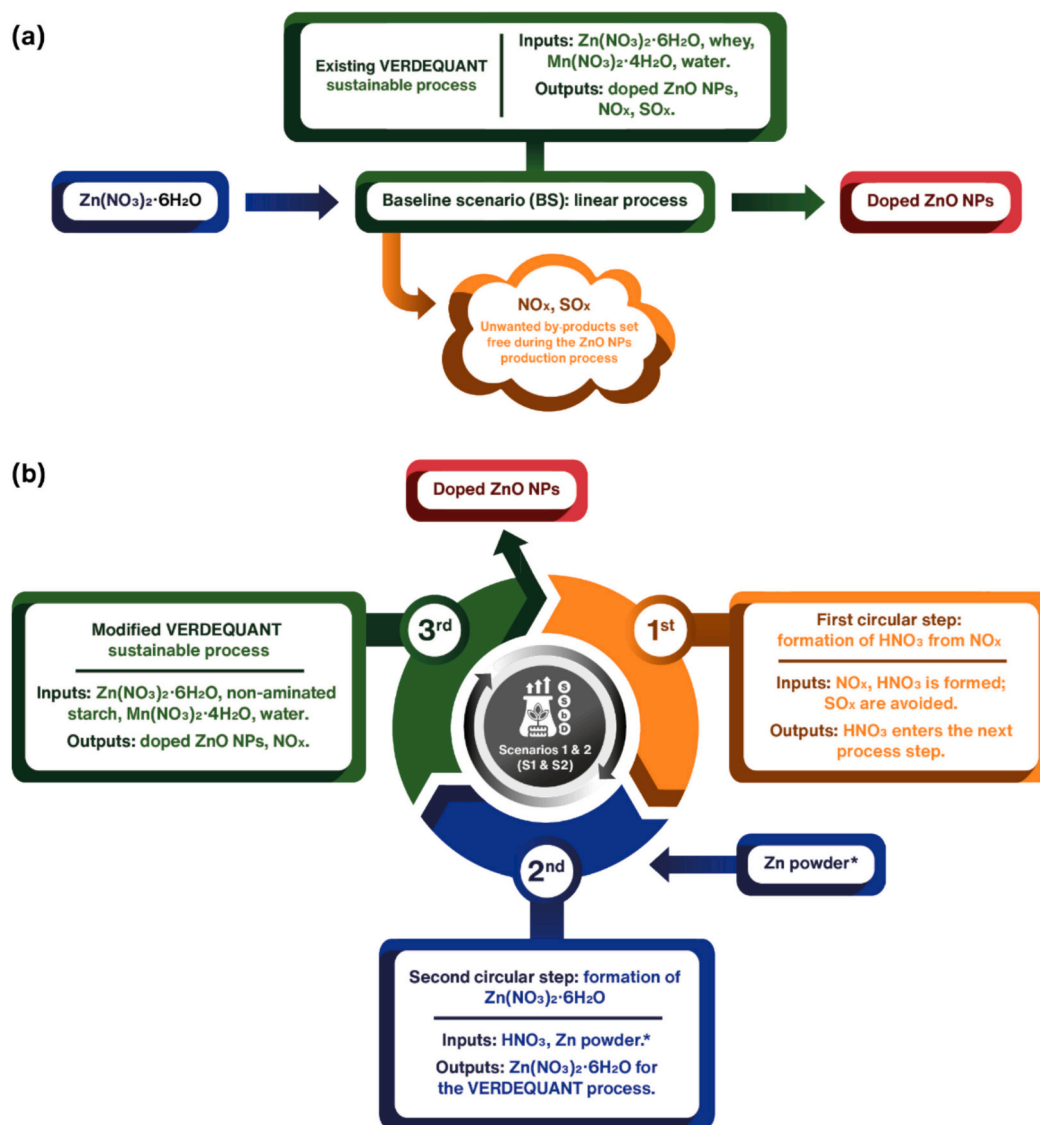 (a)
Existing VERDEQUANT
sustainable process
Inputs: Zn(NO₃)₂·6H₂O, whey,
Mn(NO₃)₂·4H₂O, water.
Outputs: doped ZnO NPs,
NOₓ, SOₓ.
Zn(NO₃)₂·6H₂O
Baseline scenario (BS): linear process
Doped ZnO NPs
NOₓ, SOₓ
Unwanted by-products set
free during the ZnO NPs
production process
(b)
Doped ZnO NPs
3rd
Modified VERDEQUANT
sustainable process
Inputs: Zn(NO₃)₂·6H₂O, non-aminated
starch, Mn(NO₃)₂·4H₂O, water.
Outputs: doped ZnO NPs, NOₓ.
1st
First circular step:
formation of HNO₃ from NOₓ
Inputs: NOₓ, HNO₃ is formed;
SOₓ are avoided.
Outputs: HNO₃ enters the next
process step.
S
S
b
D
Scenarios 1 & 2
(S1 & S2)
Zn powder*
2nd
Second circular step: formation of
Zn(NO₃)₂·6H₂O
Inputs: HNO₃, Zn powder.*
Outputs: Zn(NO₃)₂·6H₂O for
the VERDEQUANT process.